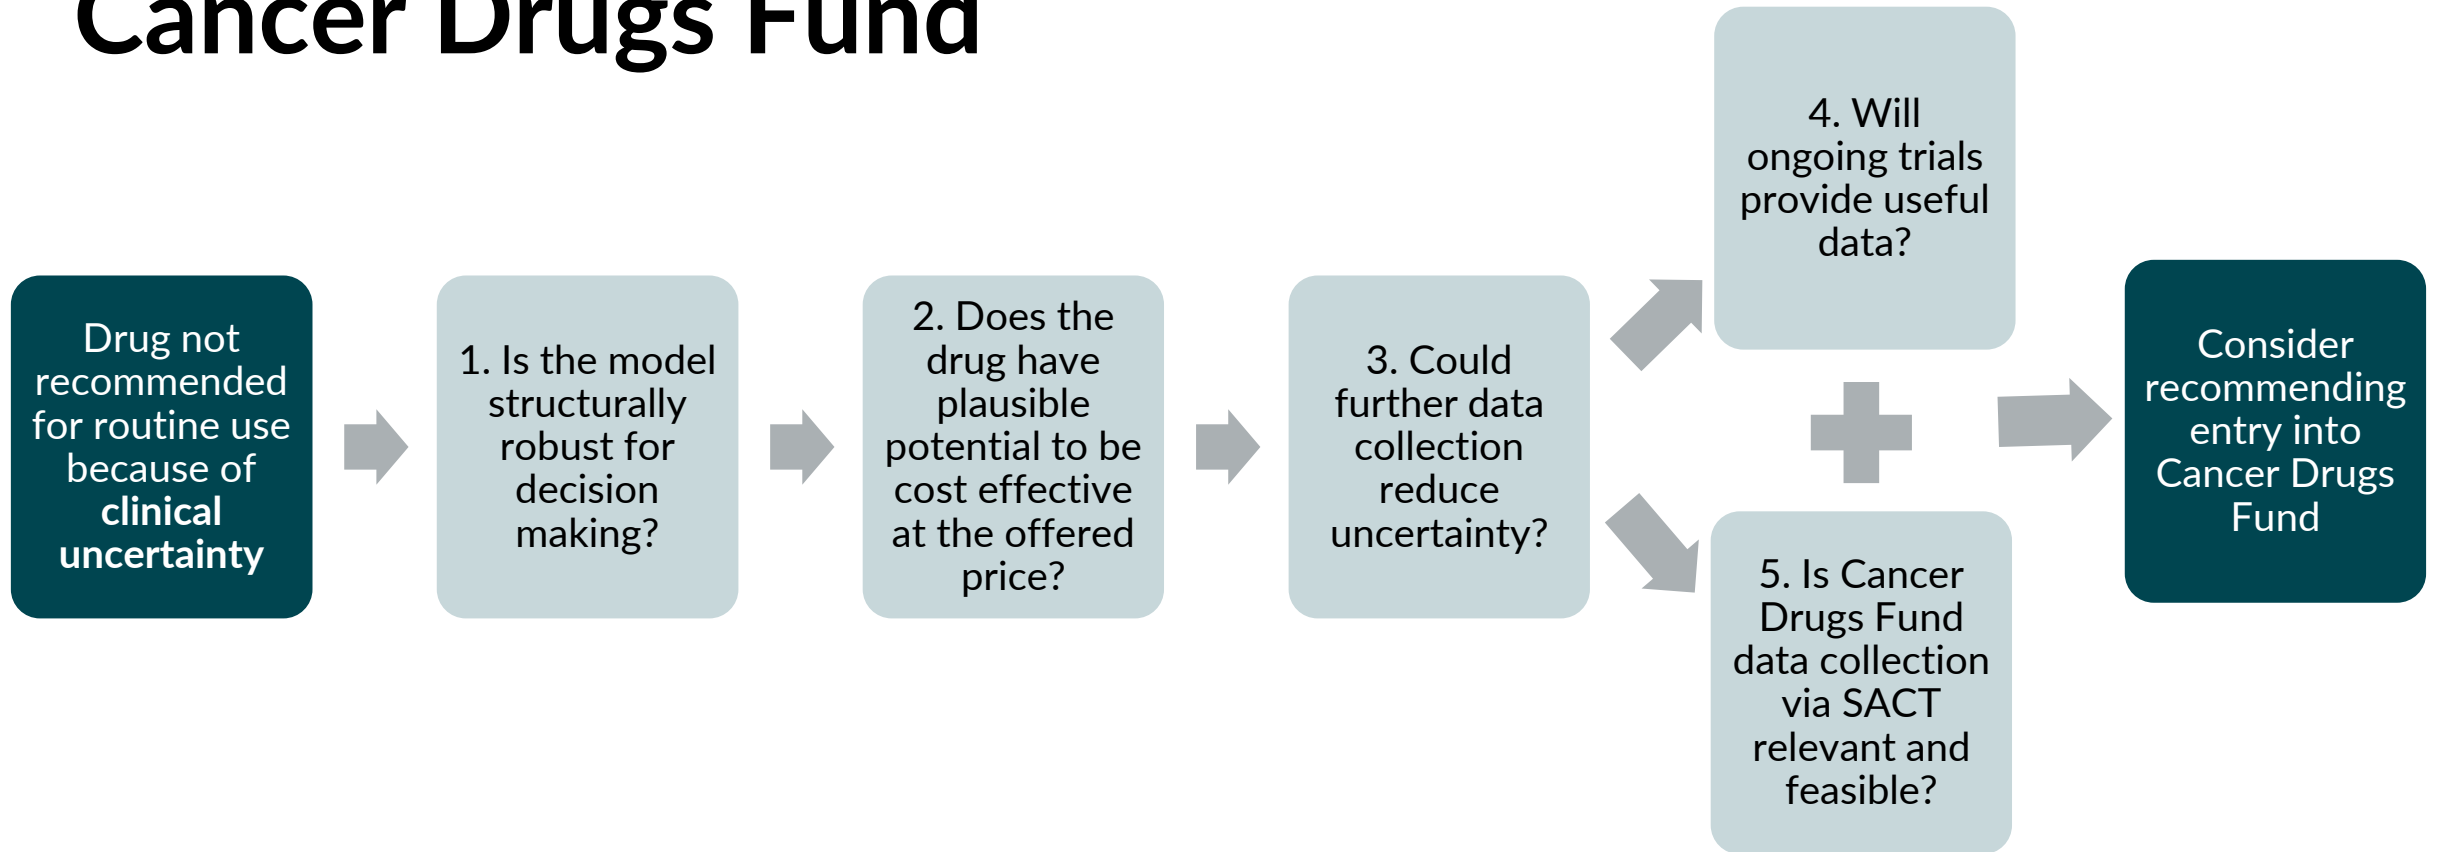 Cancer Drugs Fund
Drug not
recommended
for routine use
because of
clinical
uncertainty
1. Is the model
structurally
robust for
decision
making?
2. Does the
drug have
plausible
potential to be
cost effective
at the offered
price?
3. Could
further data
collection
reduce
uncertainty?
4. Will
ongoing trials
provide useful
data?
5. Is Cancer
Drugs Fund
data collection
via SACT
relevant and
feasible?
Consider
recommending
entry into
Cancer Drugs
Fund